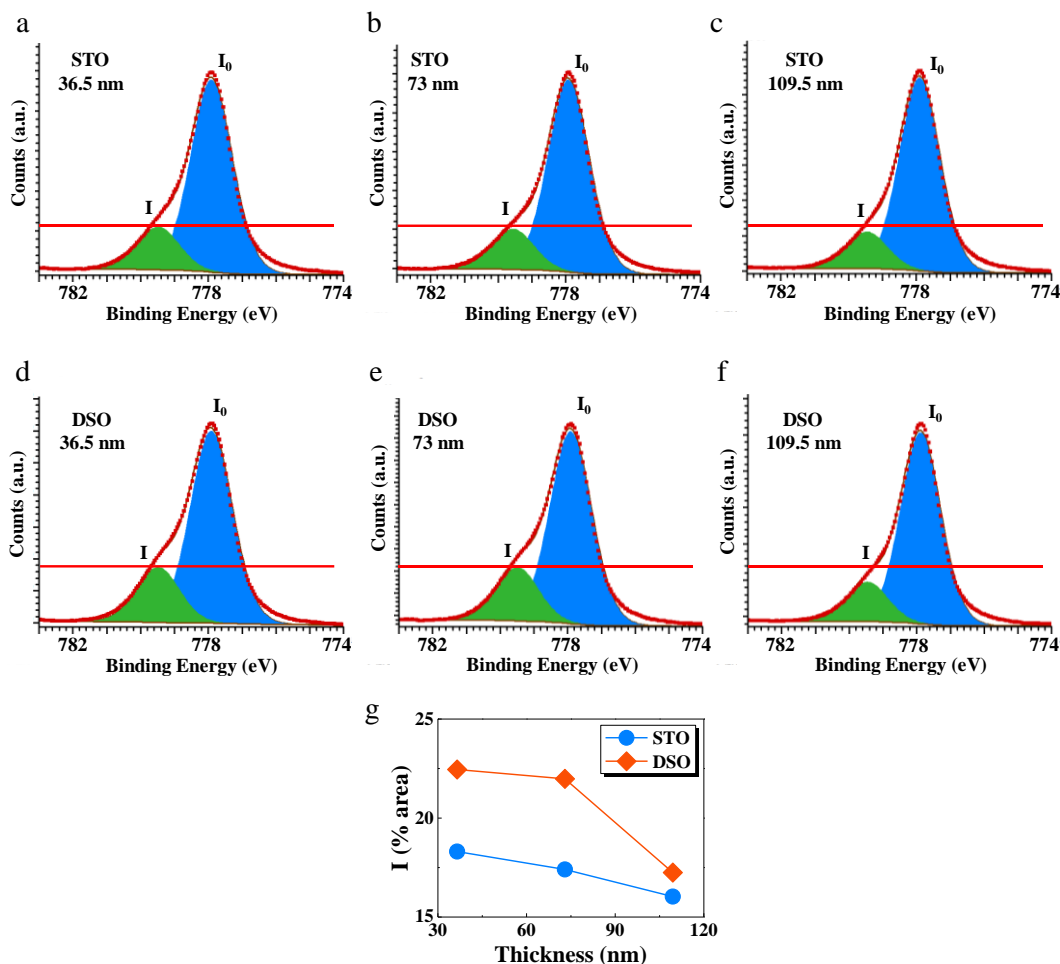 a
STO
36.5 nm
I₀
I
Counts (a.u.)
782
778
774
Binding Energy (eV)
b
STO
73 nm
I₀
I
Counts (a.u.)
782
778
774
Binding Energy (eV)
c
STO
109.5 nm
I₀
I
Counts (a.u.)
782
778
774
Binding Energy (eV)
d
DSO
36.5 nm
I₀
I
Counts (a.u.)
782
778
774
Binding Energy (eV)
e
DSO
73 nm
I₀
I
Counts (a.u.)
782
778
774
Binding Energy (eV)
f
DSO
109.5 nm
I₀
I
Counts (a.u.)
782
778
774
Binding Energy (eV)
g
25
20
15
I (% area)
STO
DSO
30
60
90
120
Thickness (nm)